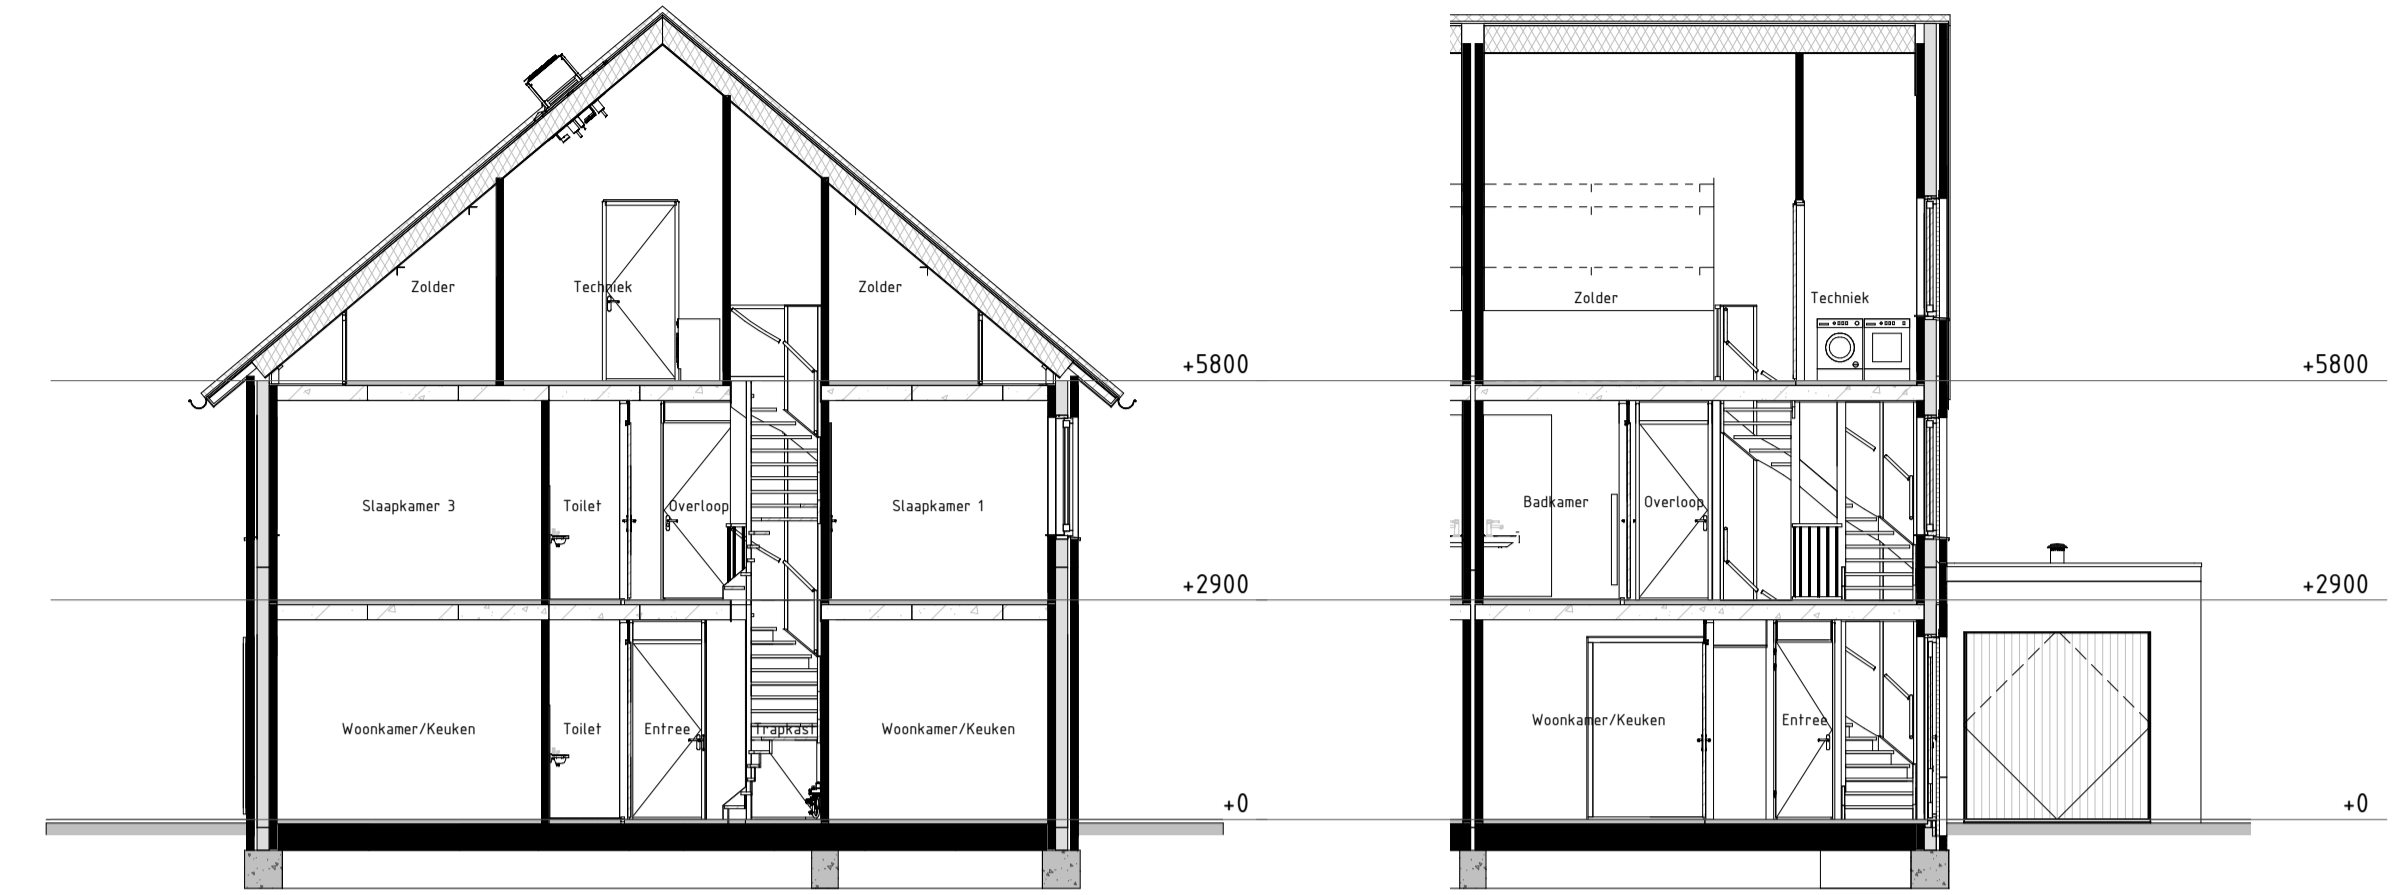 Zolder
Techniek
Zolder
Zolder
Techniek
+5800
+5800
Slaapkamer 3
Toilet
Overloop
Slaapkamer 1
Badkamer
Overloop
+2900
+2900
Woonkamer/Keuken
Toilet
Entree
Trapkast
Woonkamer/Keuken
Woonkamer/Keuken
Entree
+0
+0